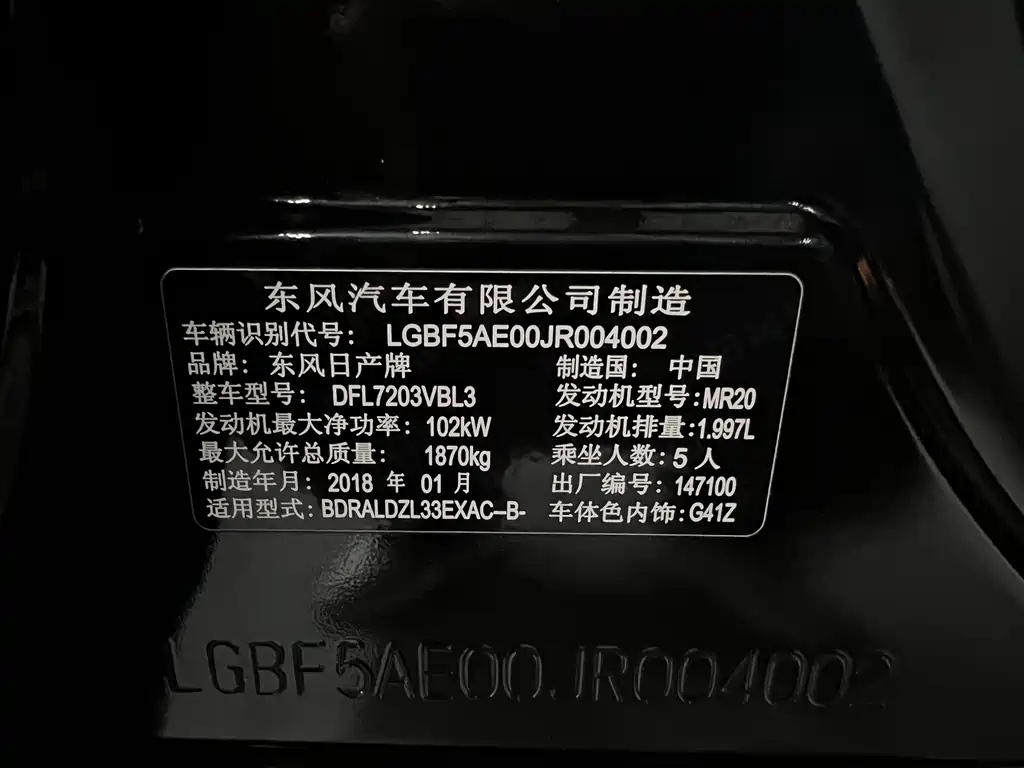 东风汽车有限公司制造
车辆识别代号: LGBF5AE00JR004002
品牌: 东风日产牌 制造国: 中国
整车型号: DFL7203VBL3 发动机型号:MR20
发动机最大净功率: 102kW 发动机排量:1.997L
最大允许总质量: 1870kg 乘坐人数:5人
制造年月: 2018 年 01 月 出厂编号: 147100
适用型式: BDRALDZL33EXAC-B- 车体色内饰:G41Z
LGBF5AE00JR004002